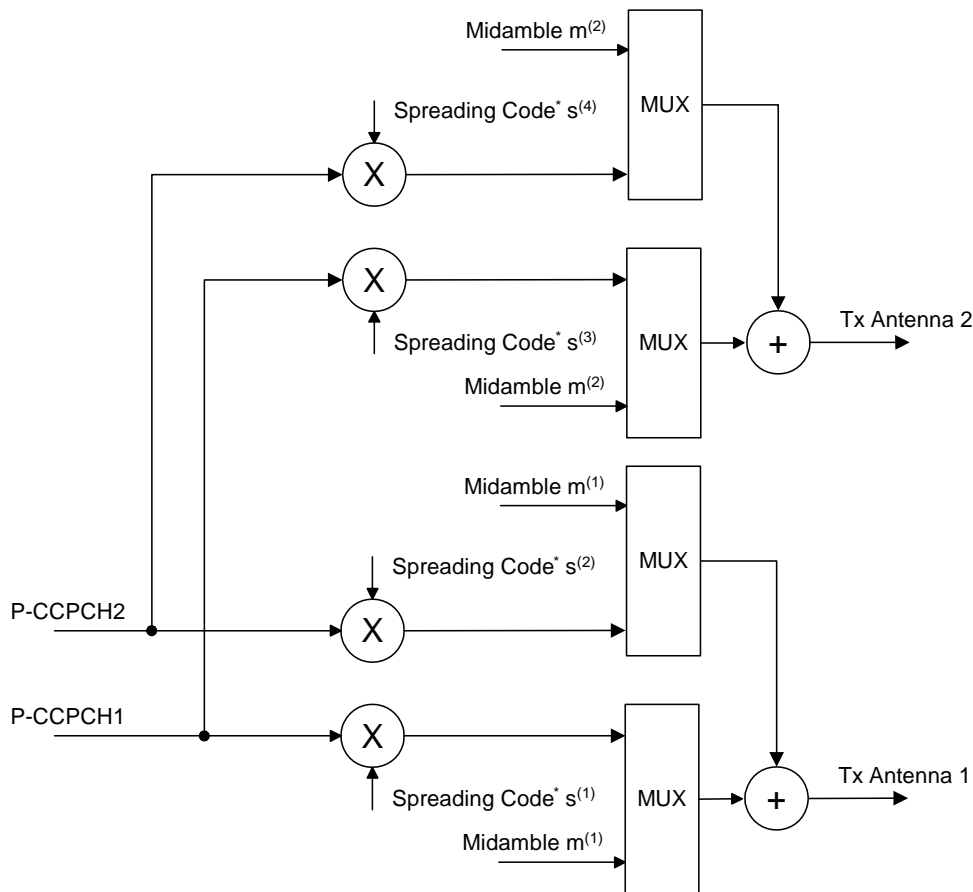 Midamble m(2)
MUX
Spreading Code* s(4)
X
X
Tx Antenna 2
Spreading Code* s(3)
MUX
+
Midamble m(2)
Midamble m(1)
Spreading Code* s(2)
MUX
P-CCPCH2
X
P-CCPCH1
X
Tx Antenna 1
Spreading Code* s(1)
MUX
+
Midamble m(1)